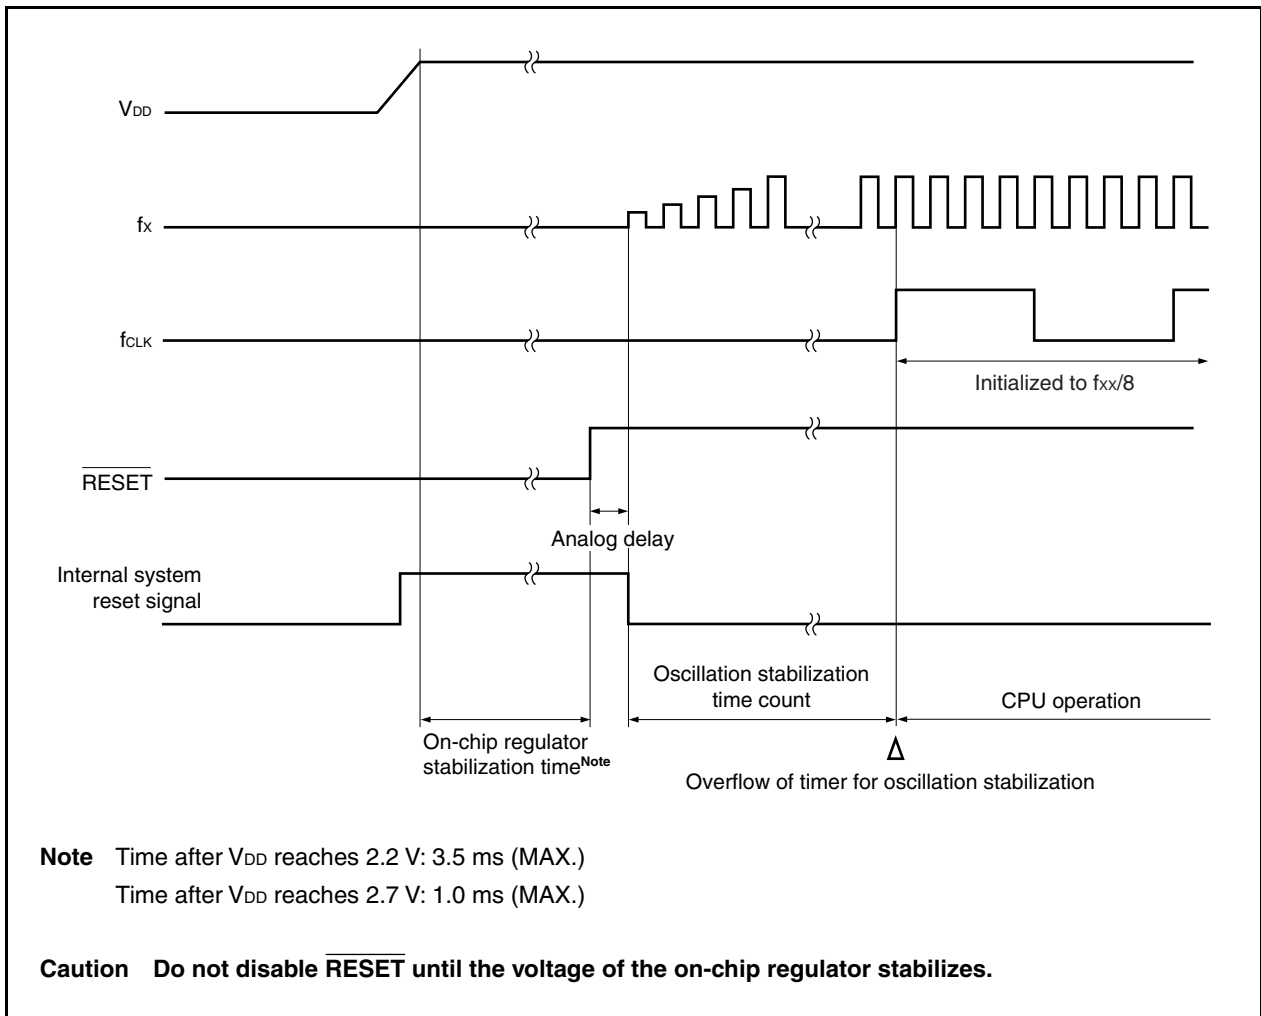 VDD
fX
fCLK
Initialized to fXX/8
RESET
Analog delay
Internal system
reset signal
Oscillation stabilization
time count
CPU operation
On-chip regulator
stabilization timeNote
Overflow of timer for oscillation stabilization
Note Time after VDD reaches 2.2 V: 3.5 ms (MAX.)
Time after VDD reaches 2.7 V: 1.0 ms (MAX.)
Caution Do not disable RESET until the voltage of the on-chip regulator stabilizes.